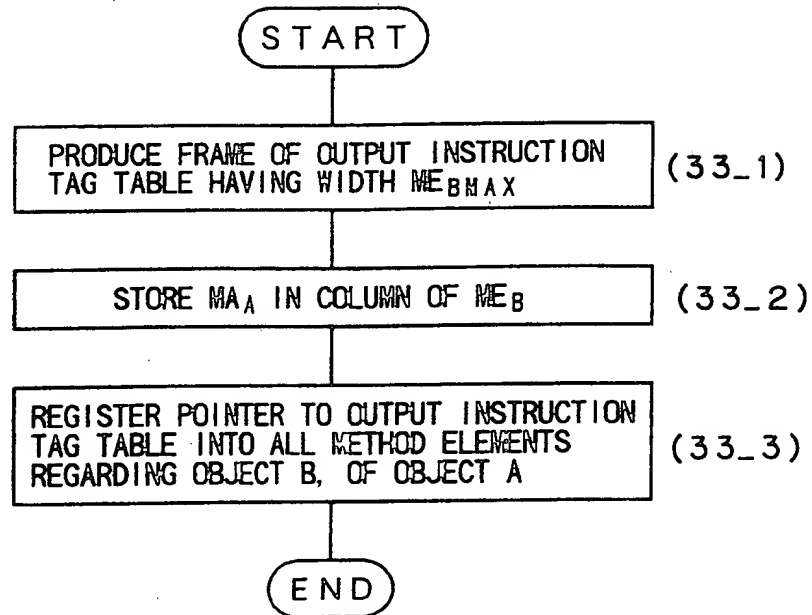 START
PRODUCE FRAME OF OUTPUT INSTRUCTION
TAG TABLE HAVING WIDTH ME_BMAX
(33_1)
STORE MA_A IN COLUMN OF ME_B
(33_2)
REGISTER POINTER TO OUTPUT INSTRUCTION
TAG TABLE INTO ALL METHOD ELEMENTS
REGARDING OBJECT B, OF OBJECT A
(33_3)
END